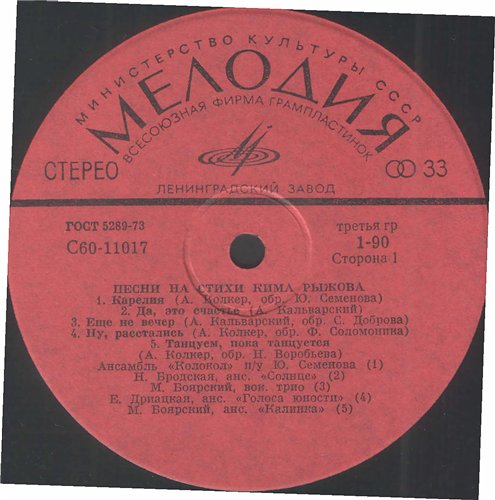 МИНИСТЕРСТВО КУЛЬТУРЫ СССР
МЕЛОДИЯ
ВСЕСОЮЗНАЯ ФИРМА ГРАМПЛАСТИНОК
СТЕРЕО
33
ЛЕНИНГРАДСКИЙ ЗАВОД
ГОСТ 5289-73
С60-11017
третья гр
1-90
Сторона 1
ПЕСНИ НА СТИХИ КИМА РЫЖОВА
1. Карелия (А. Колкер, обр. Ю. Семенова)
2. Да, это счастье (А. Кальварский)
3. Еще не вечер (А. Кальварский, обр. С. Доброва)
4. Ну, расстались (А. Колкер, обр. Ф. Соломоника)
5. Танцуем, пока танцуется
(А. Колкер, обр. Н. Воробьева)
Ансамбль «Колокол» п/у Ю. Семенова (1)
Н. Бродская, анс. «Солнце» (2)
М. Боярский, вок. трио (3)
Е. Дриацкая, анс. «Голоса юности» (4)
М. Боярский, анс. «Калинка» (5)